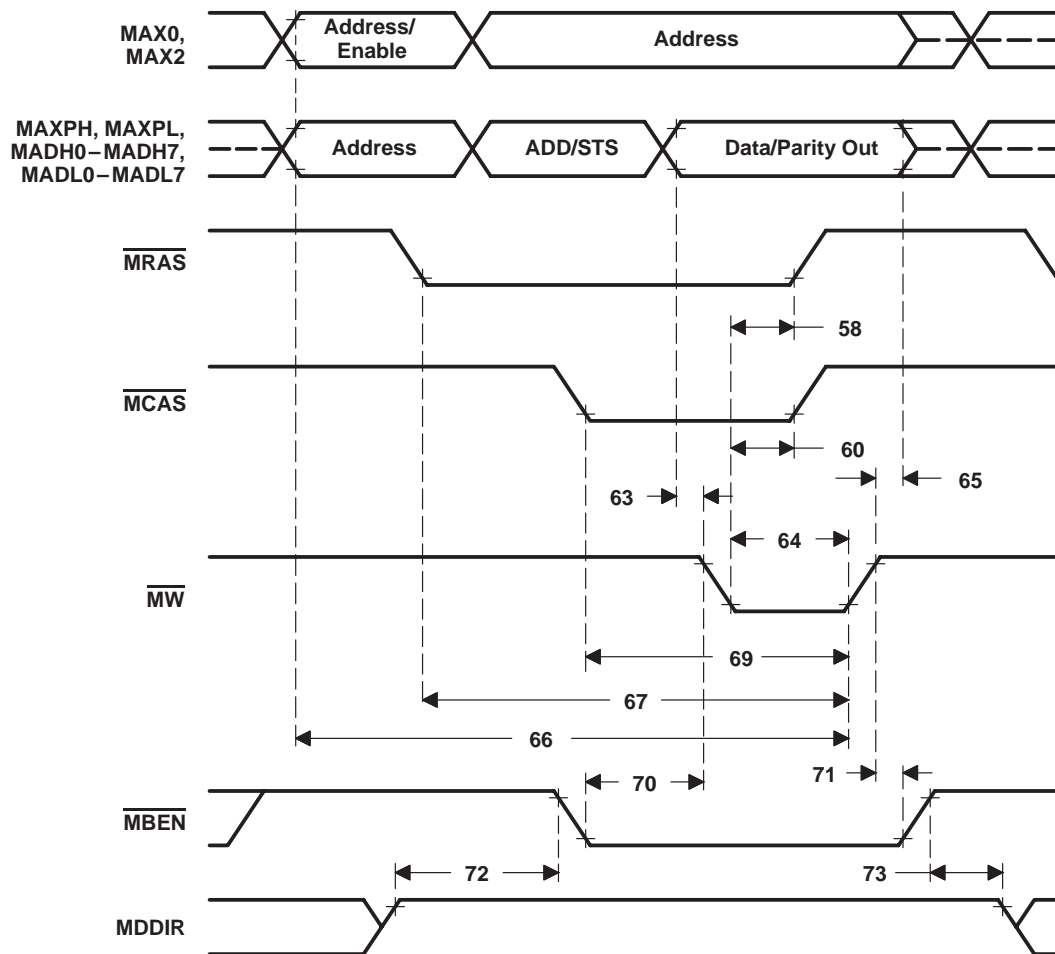 MAX0,
MAX2
Address/
Enable
Address
MAXPH, MAXPL,
MADH0–MADH7,
MADL0–MADL7
Address
ADD/STS
Data/Parity Out
MRAS
58
MCAS
60
65
63
64
MW
69
67
66
70
71
MBEN
72
73
MDDIR